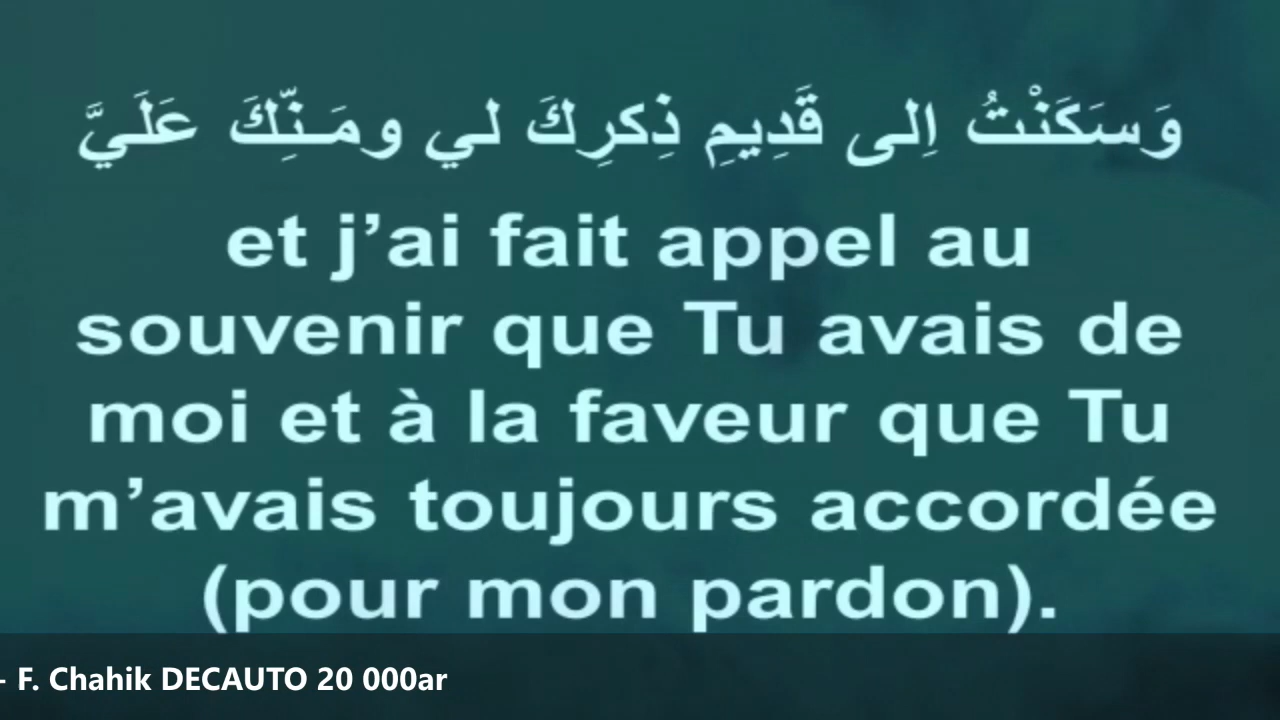 وَسكَنْتُ اِلى قَدِيمِ ذِكرِكَ لي ومَـنِّكَ عَلَيَّ
et j’ai fait appel au
souvenir que Tu avais de
moi et à la faveur que Tu
m’avais toujours accordée
(pour mon pardon).
- F. Chahik DECAUTO 20 000ar